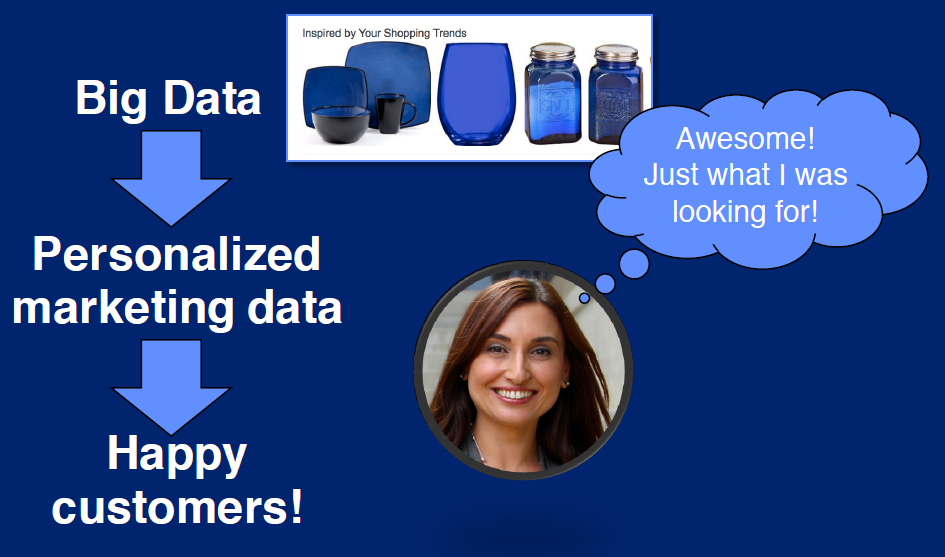 Inspired by Your Shopping Trends
Big Data
Personalized
marketing data
Happy
customers!
Awesome!
Just what I was
looking for!